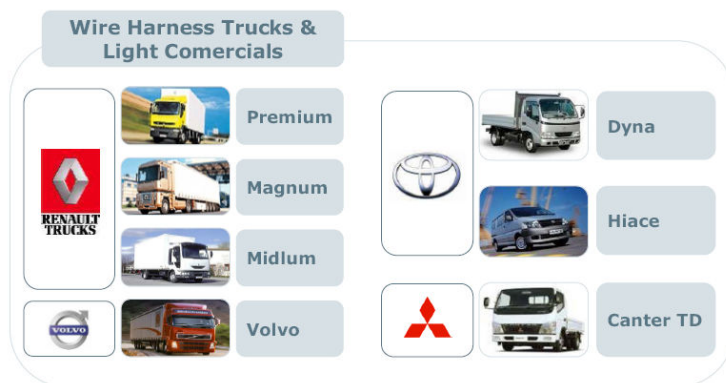 Wire Harness Trucks &
Light Comercials
Premium
Magnum
RENAULT
TRUCKS
Midlum
VOLVO
Volvo
Dyna
Hiace
Canter TD